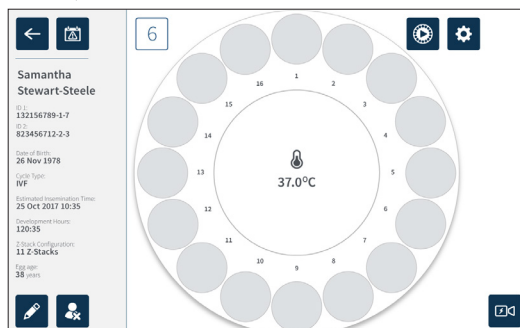 6
Samantha
Stewart-Steele
ID 1:
132156789-1-7
ID 2:
823456712-2-3
Date of Birth:
26 Nov 1978
Cycle Type:
IVF
Estimated Insemination Time:
25 Oct 2017 10:35
Development Hours:
120:35
Z-Stack Configuration:
11 Z-Stacks
Egg age:
38 years
1
2
3
4
5
6
7
8
9
10
11
12
13
14
15
16
37.0°C